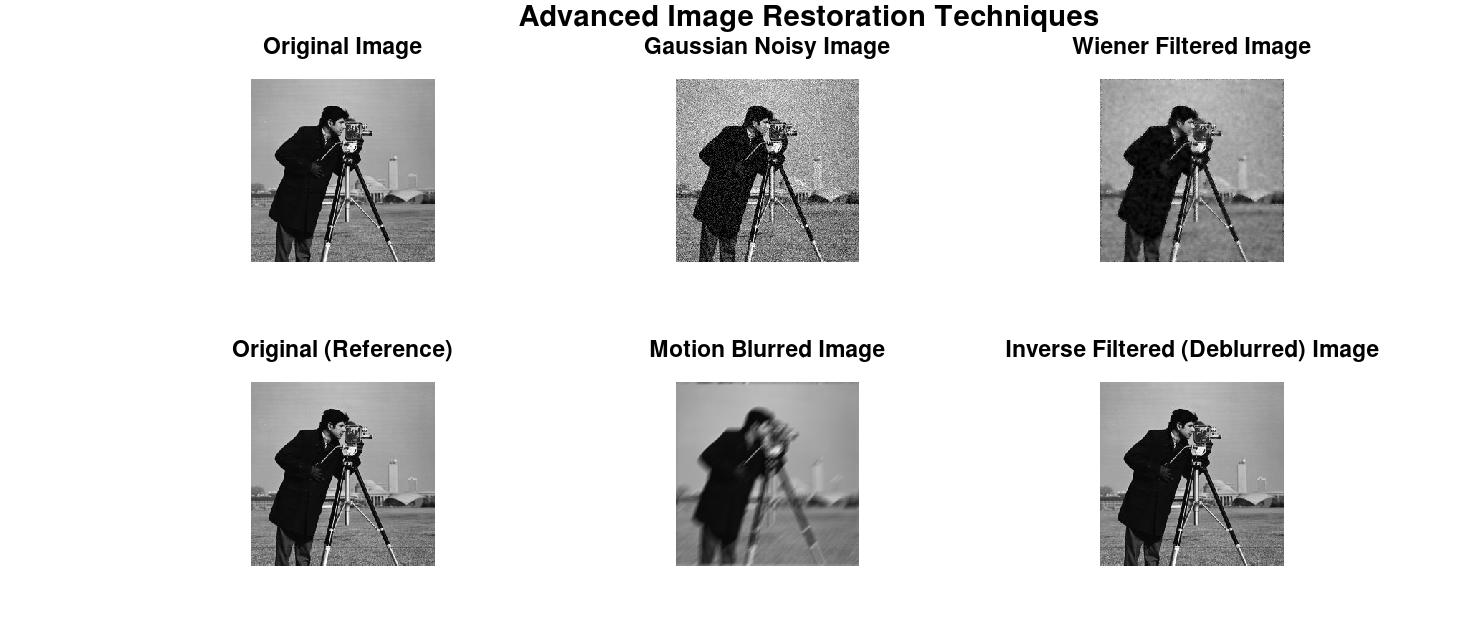 Advanced Image Restoration Techniques
Original Image
Gaussian Noisy Image
Wiener Filtered Image
Original (Reference)
Motion Blurred Image
Inverse Filtered (Deblurred) Image